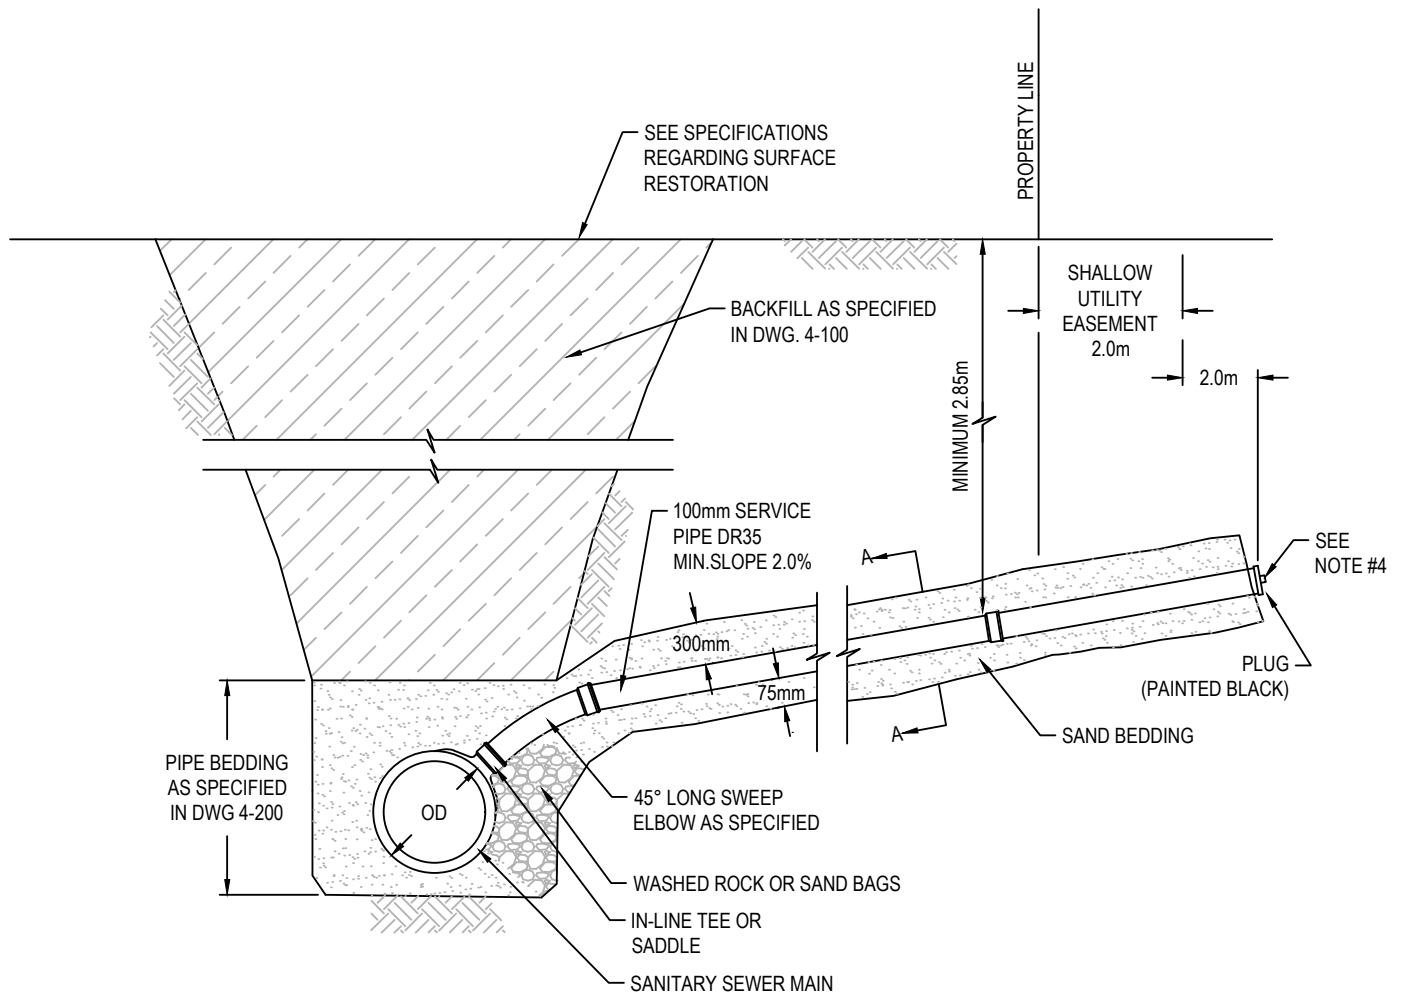 PROPERTY LINE
SEE SPECIFICATIONS
REGARDING SURFACE
RESTORATION
SHALLOW
UTILITY
EASEMENT
2.0m
BACKFILL AS SPECIFIED
IN DWG. 4-100
2.0m
MINIMUM 2.85m
100mm SERVICE
PIPE DR35
MIN.SLOPE 2.0%
A
SEE
NOTE #4
300mm
75mm
PLUG
(PAINTED BLACK)
A
SAND BEDDING
PIPE BEDDING
AS SPECIFIED
IN DWG 4-200
OD
45° LONG SWEEP
ELBOW AS SPECIFIED
WASHED ROCK OR SAND BAGS
IN-LINE TEE OR
SADDLE
SANITARY SEWER MAIN